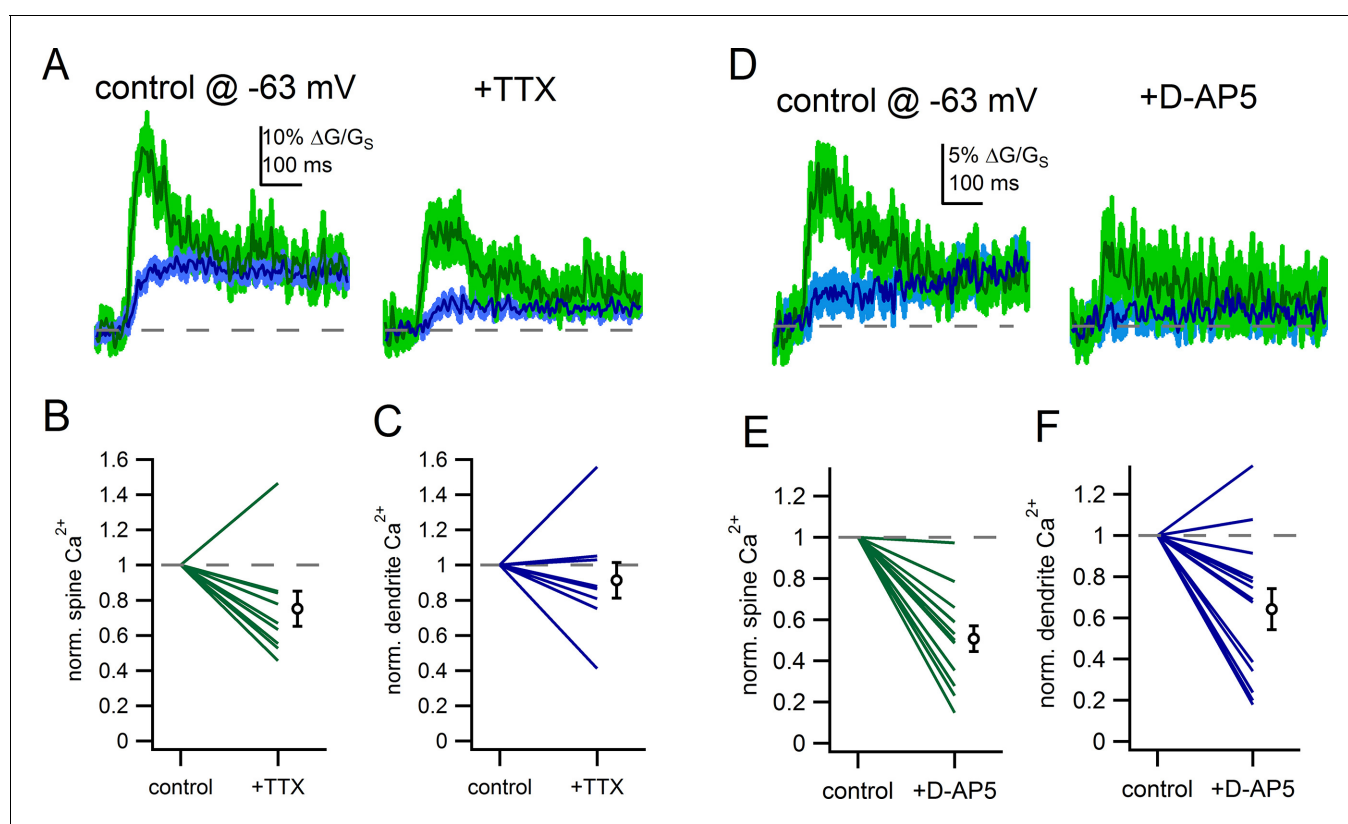 A
control @ -63 mV
+TTX
10% ΔG/G_S
100 ms
D
control @ -63 mV
+D-AP5
5% ΔG/G_S
100 ms
B
norm. spine Ca²⁺
1.6
1.4
1.2
1
0.8
0.6
0.4
0.2
0
control
+TTX
C
norm. dendrite Ca²⁺
1.6
1.4
1.2
1
0.8
0.6
0.4
0.2
0
control
+TTX
E
norm. spine Ca²⁺
1.2
1
0.8
0.6
0.4
0.2
0
control
+D-AP5
F
norm. dendrite Ca²⁺
1.2
1
0.8
0.6
0.4
0.2
0
control
+D-AP5